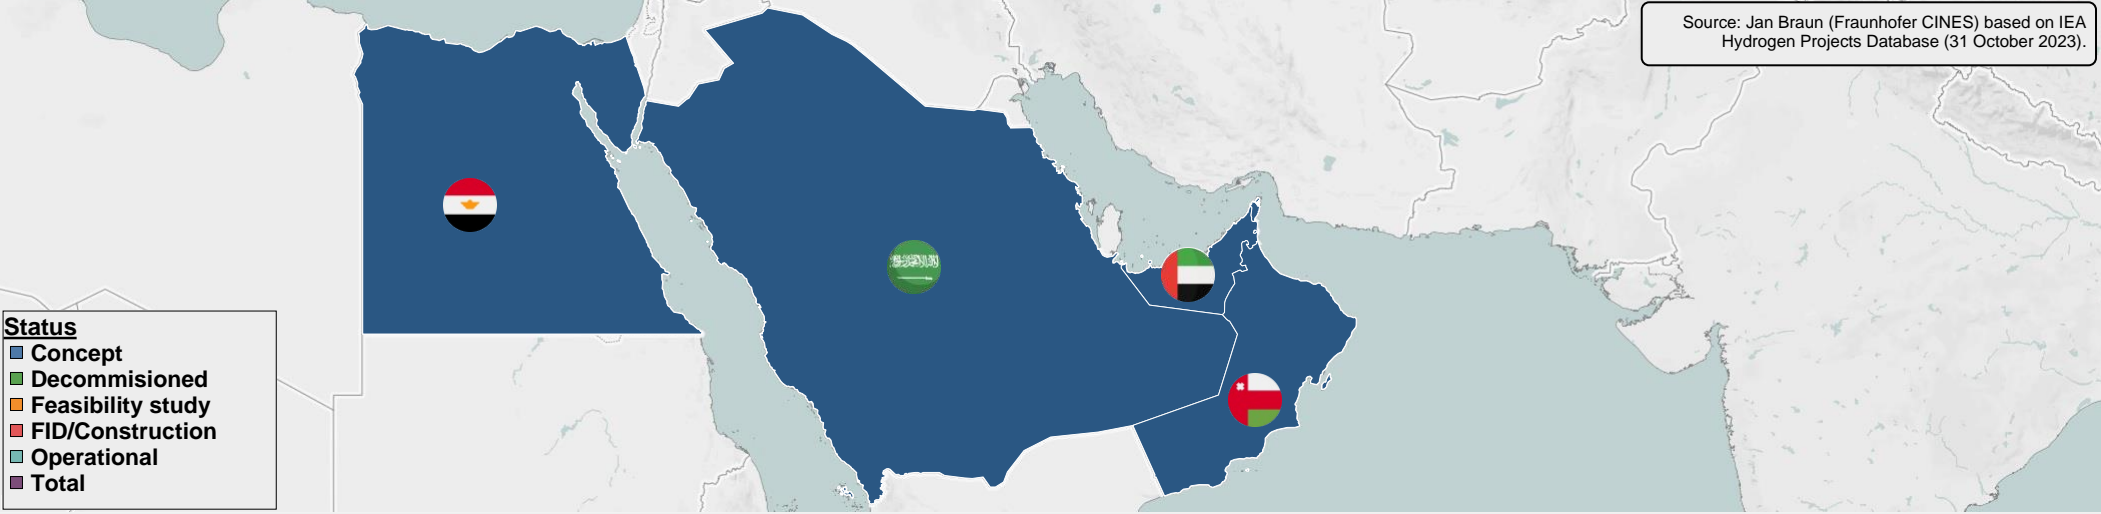 Source: Jan Braun (Fraunhofer CINES) based on IEA
Hydrogen Projects Database (31 October 2023).
Status
Concept
Decommisioned
Feasibility study
FID/Construction
Operational
Total